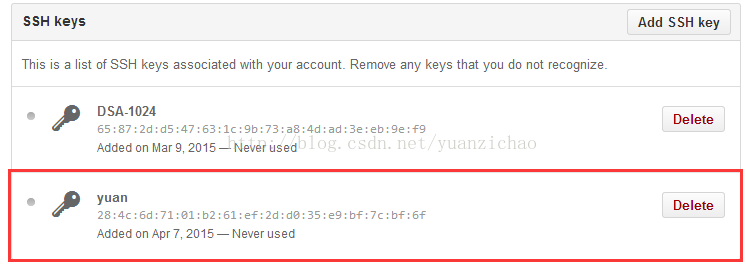 SSH keys
Add SSH key
This is a list of SSH keys associated with your account. Remove any keys that you do not recognize.
DSA-1024
65:87:2d:d5:47:63:1c:9b:73:a8:4d:ad:3e:eb:9e:f9
Delete
http://blog.csdn.net/yuanzichao
Added on Mar 9, 2015 — Never used
yuan
28:4c:6d:71:01:b2:61:ef:2d:d0:35:e9:bf:7c:bf:6f
Delete
Added on Apr 7, 2015 — Never used